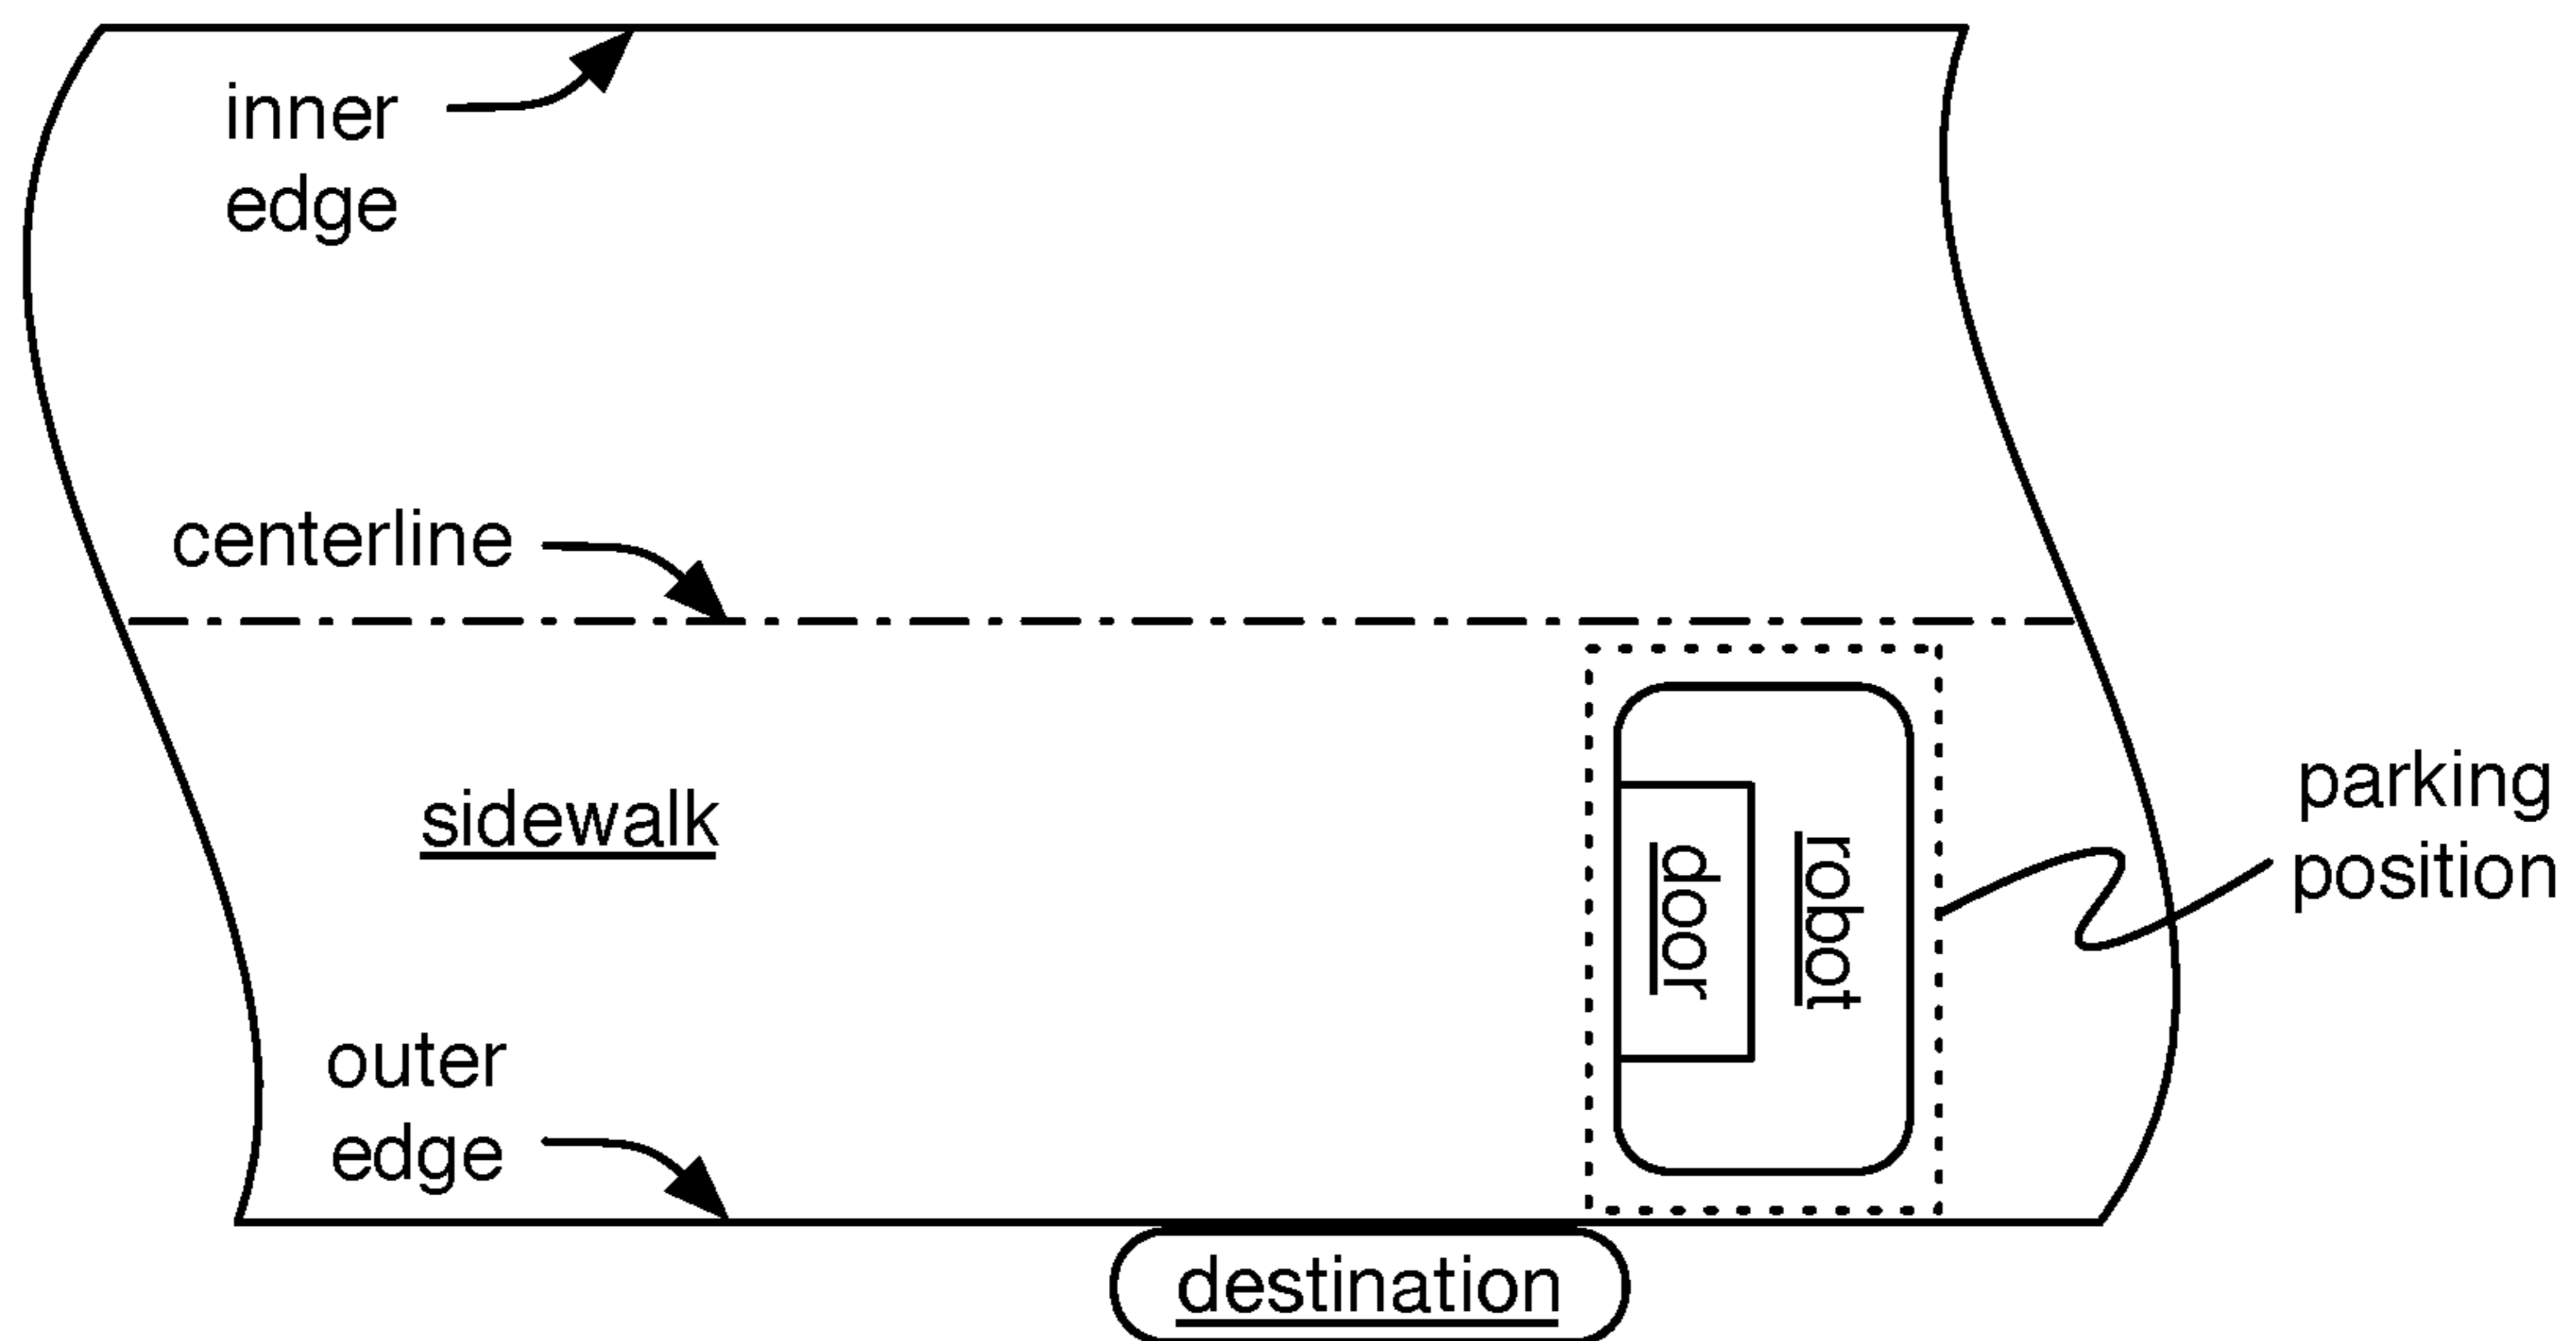 inner
edge
centerline
sidewalk
door
robot
parking
position
outer
edge
destination